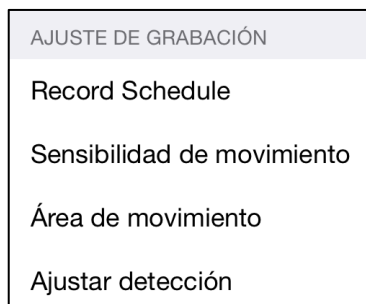 AJUSTE DE GRABACIÓN
Record Schedule
Sensibilidad de movimiento
Área de movimiento
Ajustar detección